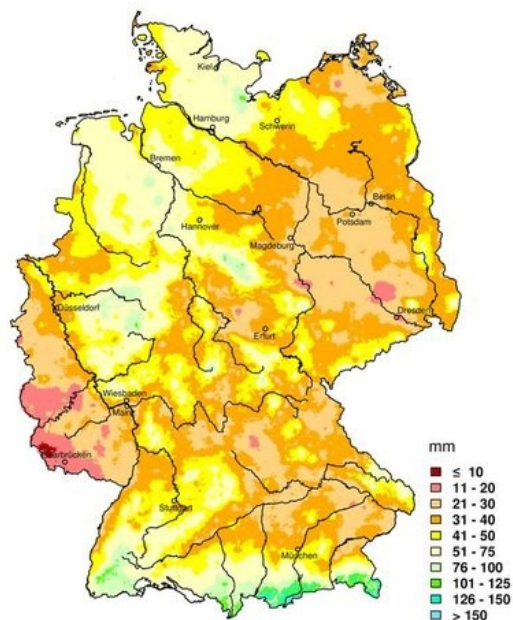 Kiel
Hamburg
Schwerin
Bremen
Berlin
Hannover
Potsdam
Magdeburg
Düsseldorf
Dresden
Erfurt
Wiesbaden
Mainz
Saarbrücken
Stuttgart
München
mm
≤ 10
11 - 20
21 - 30
31 - 40
41 - 50
51 - 75
76 - 100
101 - 125
126 - 150
> 150